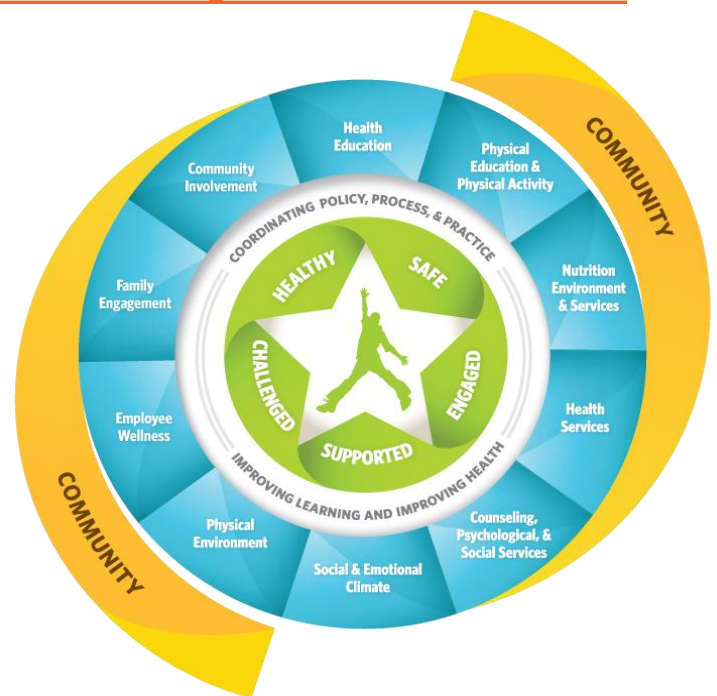 COMMUNITY
Health
Education
Physical
Education &
Physical Activity
Nutrition
Environment
& Services
Health
Services
Counseling,
Psychological, &
Social Services
Social & Emotional
Climate
Physical
Environment
Employee
Wellness
Family
Engagement
Community
Involvement
COORDINATING POLICY, PROCESS, & PRACTICE
IMPROVING LEARNING AND IMPROVING HEALTH
HEALTHY
SAFE
ENGAGED
SUPPORTED
CHALLENGED
COMMUNITY